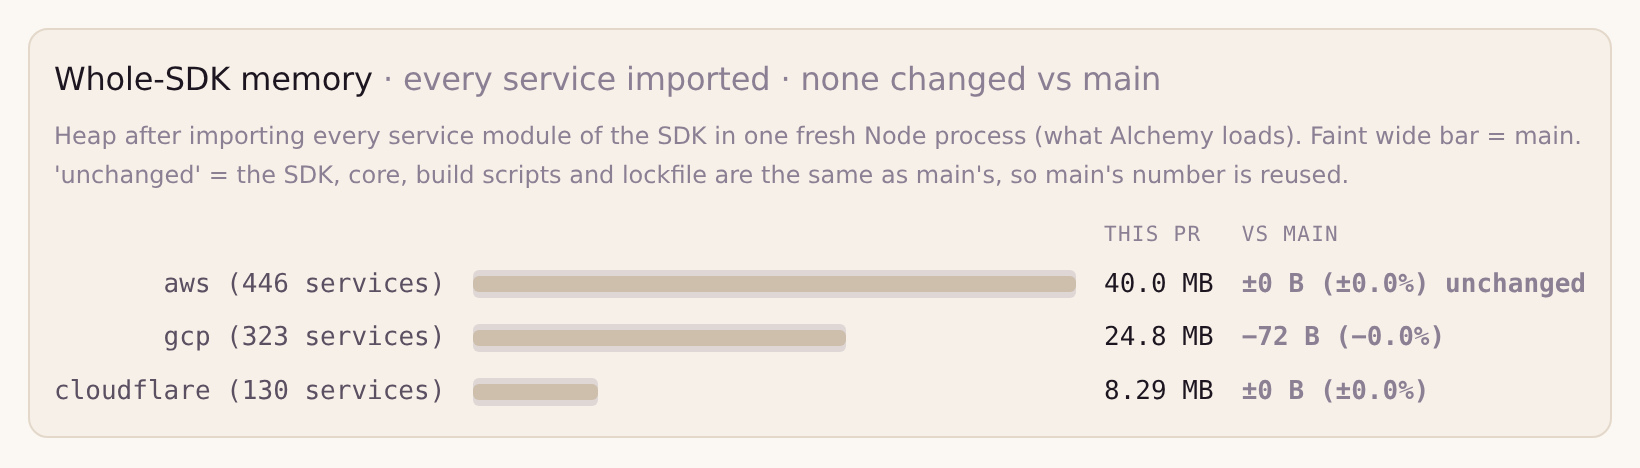 Whole-SDK memory · every service imported · none changed vs main
Heap after importing every service module of the SDK in one fresh Node process (what Alchemy loads). Faint wide bar = main.
'unchanged' = the SDK, core, build scripts and lockfile are the same as main's, so main's number is reused.
THIS PR VS MAIN
aws (446 services) 40.0 MB ±0 B (±0.0%) unchanged
gcp (323 services) 24.8 MB −72 B (−0.0%)
cloudflare (130 services) 8.29 MB ±0 B (±0.0%)